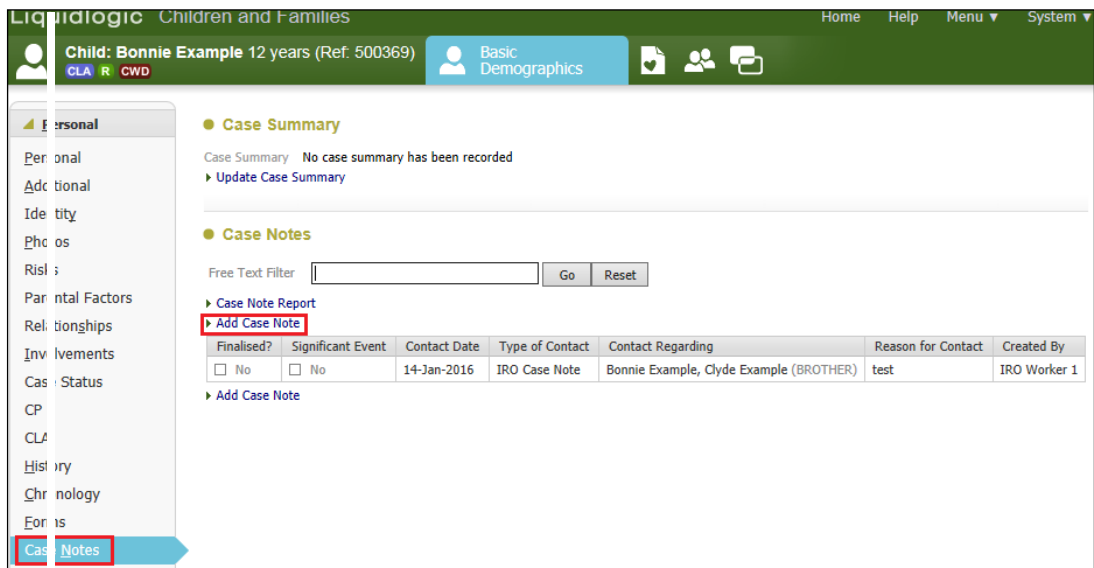 Liquidlogic Children and Families
Home Help Menu ▼ System ▼
Child: Bonnie Example 12 years (Ref: 500369)
CLA R CWD
Basic
Demographics
Personal
Personal
Additional
Identity
Photos
Risks
Parental Factors
Relationships
Involvements
Case Status
CP
CLA
History
Chronology
Forms
Case Notes
Case Summary
Case Summary No case summary has been recorded
Update Case Summary
Case Notes
Free Text Filter Go Reset
Case Note Report
Add Case Note
Finalised? Significant Event Contact Date Type of Contact Contact Regarding Reason for Contact Created By
No No 14-Jan-2016 IRO Case Note Bonnie Example, Clyde Example (BROTHER) test IRO Worker 1
Add Case Note